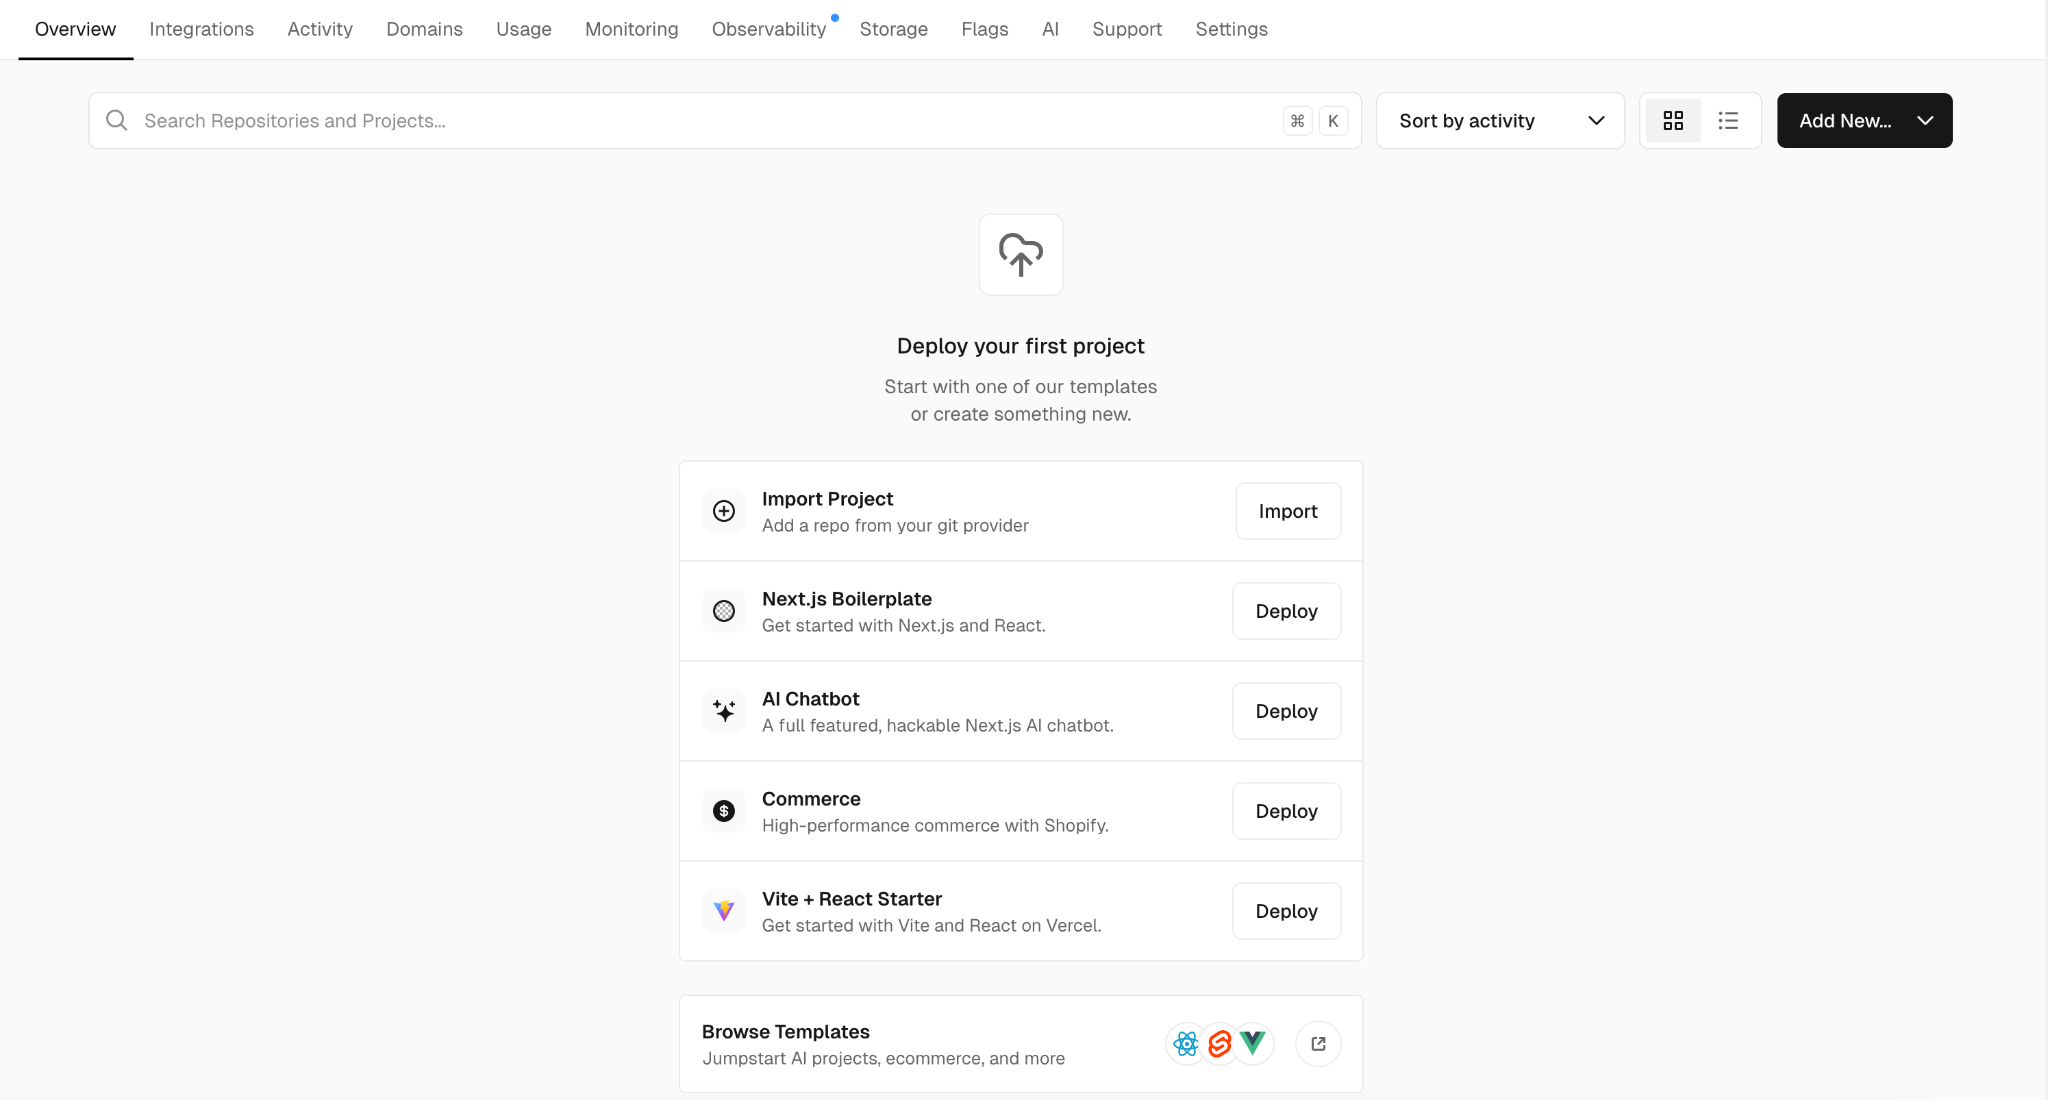 Overview Integrations Activity Domains Usage Monitoring Observability Storage Flags AI Support Settings
Search Repositories and Projects... ⌘ K Sort by activity Add New...
Deploy your first project
Start with one of our templates
or create something new.
Import Project
Add a repo from your git provider
Import
Next.js Boilerplate
Get started with Next.js and React.
Deploy
AI Chatbot
A full featured, hackable Next.js AI chatbot.
Deploy
$
Commerce
High-performance commerce with Shopify.
Deploy
Vite + React Starter
Get started with Vite and React on Vercel.
Deploy
Browse Templates
Jumpstart AI projects, ecommerce, and more